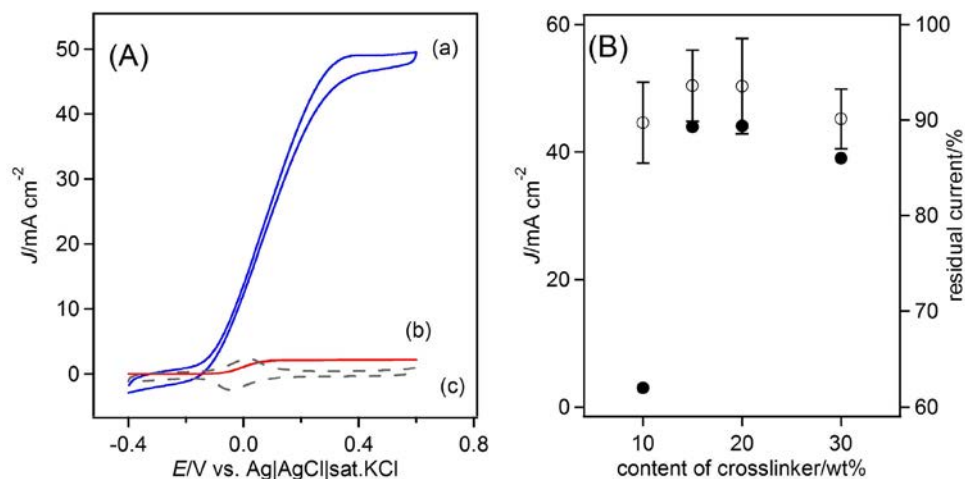 (A)
(a)
(b)
(c)
50
40
30
20
10
0
J/mA cm⁻²
-0.4
0.0
0.4
0.8
E/V vs. Ag|AgCl|sat.KCl
(B)
60
40
20
0
J/mA cm⁻²
100
90
80
70
60
residual current/%
10
20
30
content of crosslinker/wt%